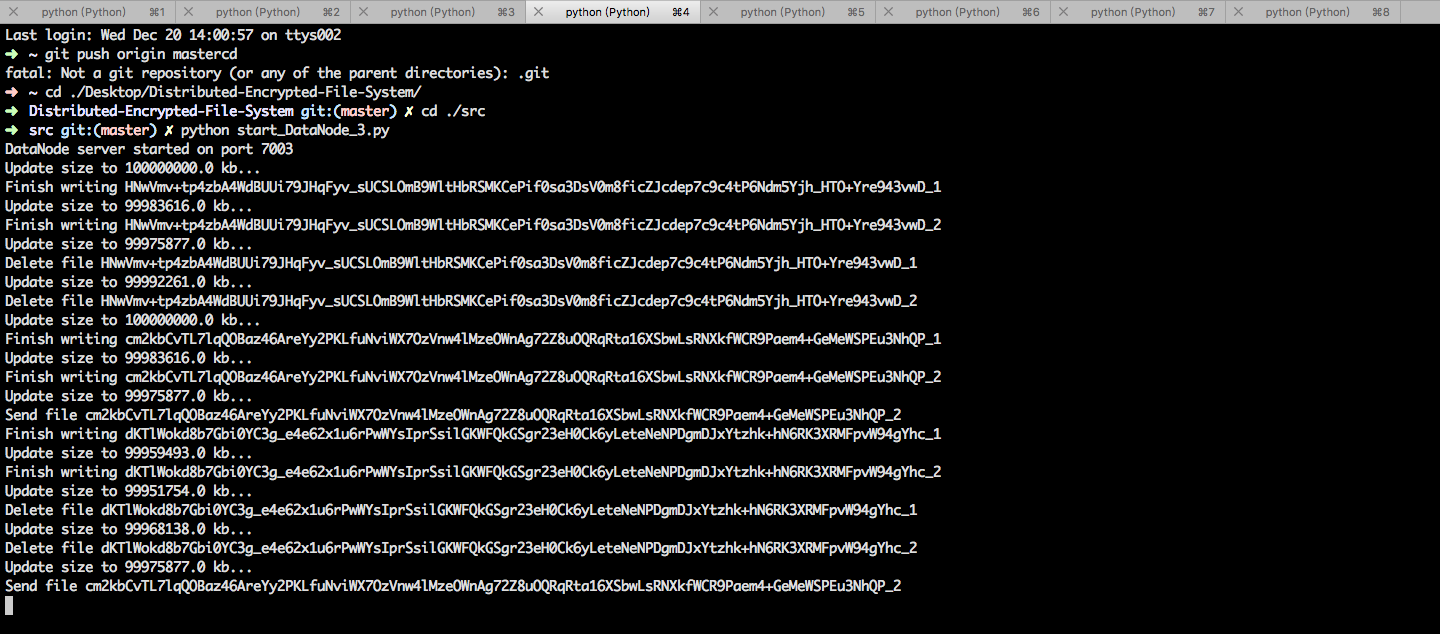 python (Python) ⌘1 python (Python) ⌘2 python (Python) ⌘3 python (Python) ⌘4 python (Python) ⌘5 python (Python) ⌘6 python (Python) ⌘7 python (Python) ⌘8
Last login: Wed Dec 20 14:00:57 on ttys002
➜ ~ git push origin mastercd
fatal: Not a git repository (or any of the parent directories): .git
➜ ~ cd ./Desktop/Distributed-Encrypted-File-System/
➜ Distributed-Encrypted-File-System git:(master) ✗ cd ./src
➜ src git:(master) ✗ python start_DataNode_3.py
DataNode server started on port 7003
Update size to 100000000.0 kb...
Finish writing HNwVmv+tp4zbA4WdBUUi79JHqFyv_sUCSLOmB9WltHbRSMKCePif0sa3DsV0m8ficZJcdep7c9c4tP6Ndm5Yjh_HTO+Yre943vwD_1
Update size to 99983616.0 kb...
Finish writing HNwVmv+tp4zbA4WdBUUi79JHqFyv_sUCSLOmB9WltHbRSMKCePif0sa3DsV0m8ficZJcdep7c9c4tP6Ndm5Yjh_HTO+Yre943vwD_2
Update size to 99975877.0 kb...
Delete file HNwVmv+tp4zbA4WdBUUi79JHqFyv_sUCSLOmB9WltHbRSMKCePif0sa3DsV0m8ficZJcdep7c9c4tP6Ndm5Yjh_HTO+Yre943vwD_1
Update size to 99992261.0 kb...
Delete file HNwVmv+tp4zbA4WdBUUi79JHqFyv_sUCSLOmB9WltHbRSMKCePif0sa3DsV0m8ficZJcdep7c9c4tP6Ndm5Yjh_HTO+Yre943vwD_2
Update size to 100000000.0 kb...
Finish writing cm2kbCvTL7lqQOBaz46AreYy2PKLfuNviWX7OzVnw4lMzeOWnAg72Z8uOQRqRta16XSbwLsRNXkfWCR9Paem4+GeMeWSPEu3NhQP_1
Update size to 99983616.0 kb...
Finish writing cm2kbCvTL7lqQOBaz46AreYy2PKLfuNviWX7OzVnw4lMzeOWnAg72Z8uOQRqRta16XSbwLsRNXkfWCR9Paem4+GeMeWSPEu3NhQP_2
Update size to 99975877.0 kb...
Send file cm2kbCvTL7lqQOBaz46AreYy2PKLfuNviWX7OzVnw4lMzeOWnAg72Z8uOQRqRta16XSbwLsRNXkfWCR9Paem4+GeMeWSPEu3NhQP_2
Finish writing dKTlWokd8b7Gbi0YC3g_e4e62x1u6rPwWYsIprSsilGKWFQkGSgr23eH0Ck6yLeteNeNPDgmDJxYtzhk+hN6RK3XRMFpvW94gYhc_1
Update size to 99959493.0 kb...
Finish writing dKTlWokd8b7Gbi0YC3g_e4e62x1u6rPwWYsIprSsilGKWFQkGSgr23eH0Ck6yLeteNeNPDgmDJxYtzhk+hN6RK3XRMFpvW94gYhc_2
Update size to 99951754.0 kb...
Delete file dKTlWokd8b7Gbi0YC3g_e4e62x1u6rPwWYsIprSsilGKWFQkGSgr23eH0Ck6yLeteNeNPDgmDJxYtzhk+hN6RK3XRMFpvW94gYhc_1
Update size to 99968138.0 kb...
Delete file dKTlWokd8b7Gbi0YC3g_e4e62x1u6rPwWYsIprSsilGKWFQkGSgr23eH0Ck6yLeteNeNPDgmDJxYtzhk+hN6RK3XRMFpvW94gYhc_2
Update size to 99975877.0 kb...
Send file cm2kbCvTL7lqQOBaz46AreYy2PKLfuNviWX7OzVnw4lMzeOWnAg72Z8uOQRqRta16XSbwLsRNXkfWCR9Paem4+GeMeWSPEu3NhQP_2